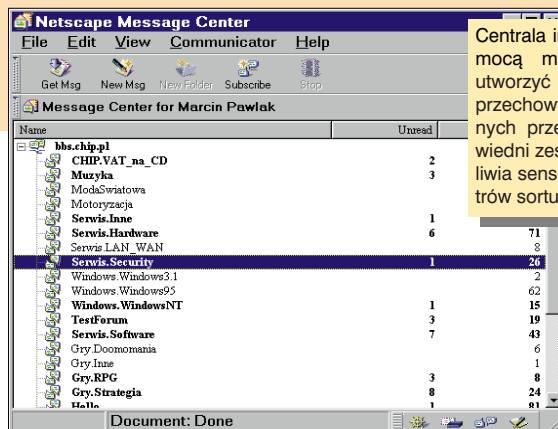 Netscape Message Center
File Edit View Communicator Help
Get Msg New Msg New Folder Subscribe Stop
Message Center for Marcin Pawlak
Name Unread
bbs.chip.pl
CHIP.VAT_na_CD 2
Muzyka 3
ModaSwiatowa
Motoryzacja
Serwis.Inne 1
Serwis.Hardware 6 71
Serwis.LAN_WAN 8
Serwis.Security 1 26
Windows.Windows3.1 2
Windows.Windows95 62
Windows.WindowsNT 1 15
TestForum 3 19
Serwis.Software 7 43
Gry.Doomomania 6
Gry.Inne 1
Gry.RPG 3 8
Gry.Strategia 8 24
Hello 1 81
Document: Done
Centrala i
mocą m
utworzyć
przechow
nych prze
wiedni zes
liwia sens
trów sortu